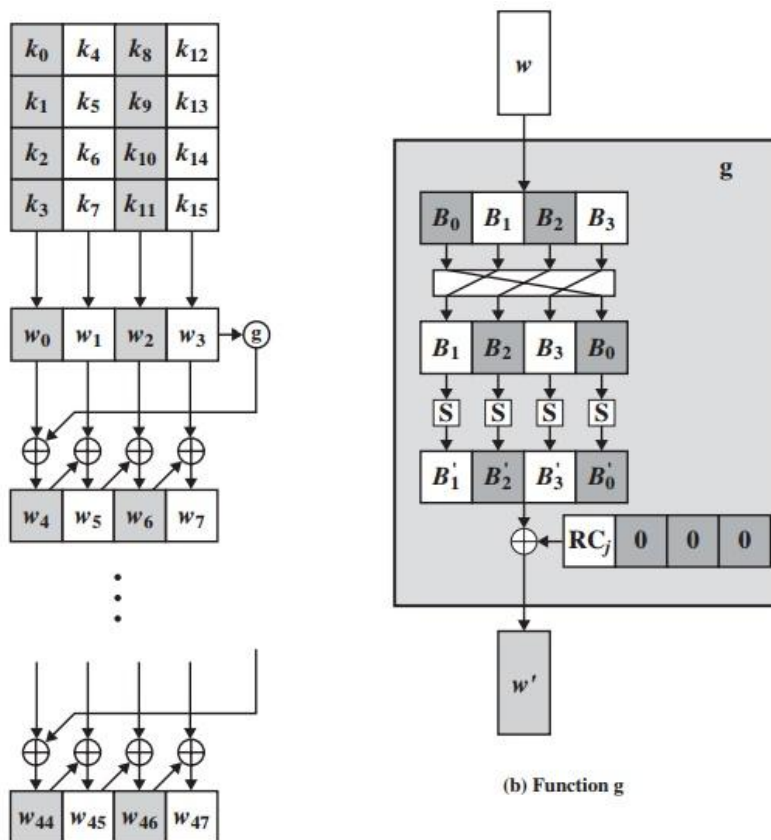 k0 k4 k8 k12
k1 k5 k9 k13
k2 k6 k10 k14
k3 k7 k11 k15
w0 w1 w2 w3 g
w4 w5 w6 w7
w44 w45 w46 w47
w
g
B0 B1 B2 B3
B1 B2 B3 B0
S S S S
B'1 B'2 B'3 B'0
RCj 0 0 0
w'
(b) Function g